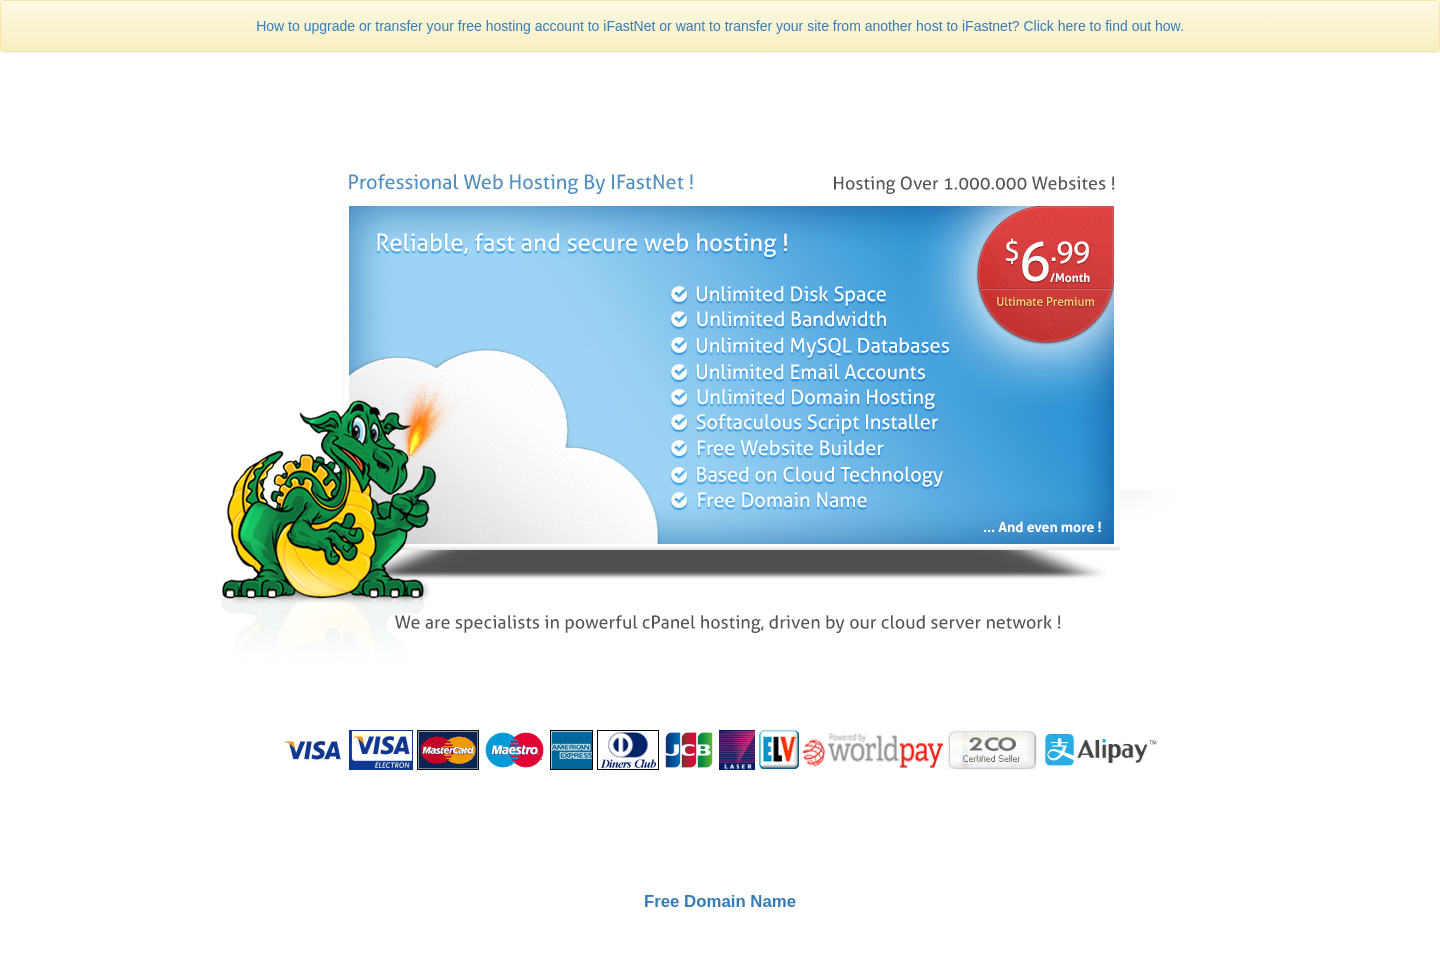 How to upgrade or transfer your free hosting account to iFastNet or want to transfer your site from another host to iFastnet? Click here to find out how.
Professional Web Hosting By IFastNet !
Hosting Over 1.000.000 Websites !
Reliable, fast and secure web hosting !
$6.99
/Month
Ultimate Premium
Unlimited Disk Space
Unlimited Bandwidth
Unlimited MySQL Databases
Unlimited Email Accounts
Unlimited Domain Hosting
Softaculous Script Installer
Free Website Builder
Based on Cloud Technology
Free Domain Name
... And even more !
We are specialists in powerful cPanel hosting, driven by our cloud server network !
VISA
VISA
ELECTRON
MasterCard
Maestro
AMERICAN
EXPRESS
Diners Club
JCB
LASER
ELV
Powered by
worldpay
2CO
Certified Seller
支 Alipay™
Free Domain Name